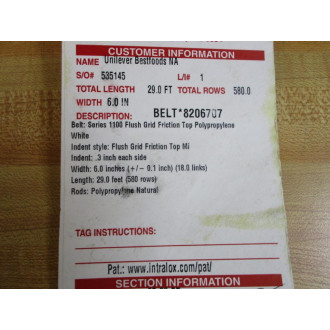 CUSTOMER INFORMATION
NAME Unilever Bestfoods NA
S/O# 535145 L/I# 1
TOTAL LENGTH 29.0 FT TOTAL ROWS 580.0
WIDTH 6.0 IN
DESCRIPTION: BELT*8206707
Belt: Series 1100 Flush Grid Friction Top Polypropylene
White
Indent style: Flush Grid Friction Top Mi
Indent: .3 inch each side
Width: 6.0 inches (+/- 0.1 inch) (18.0 links)
Length: 29.0 feet (580 rows)
Rods: Polypropylene Natural
TAG INSTRUCTIONS:
Pat.: www.intralox.com/pat/
SECTION INFORMATION